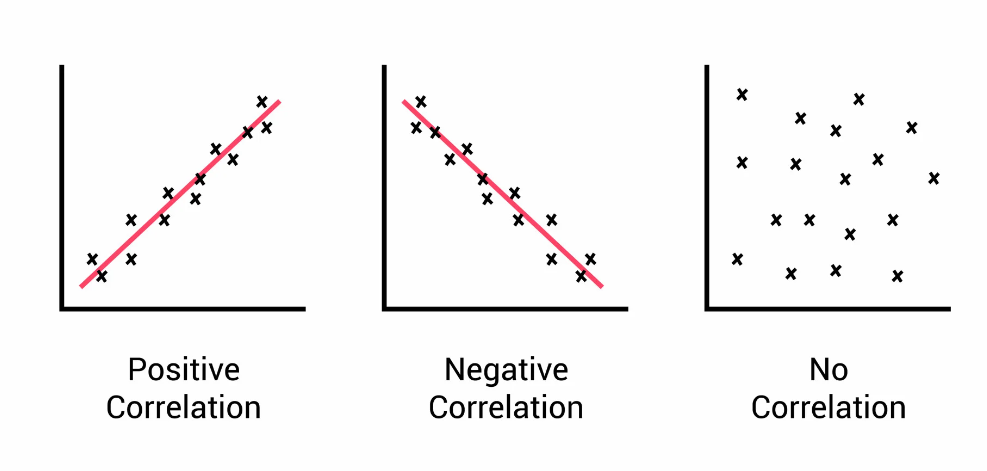 Positive
Correlation
Negative
Correlation
No
Correlation